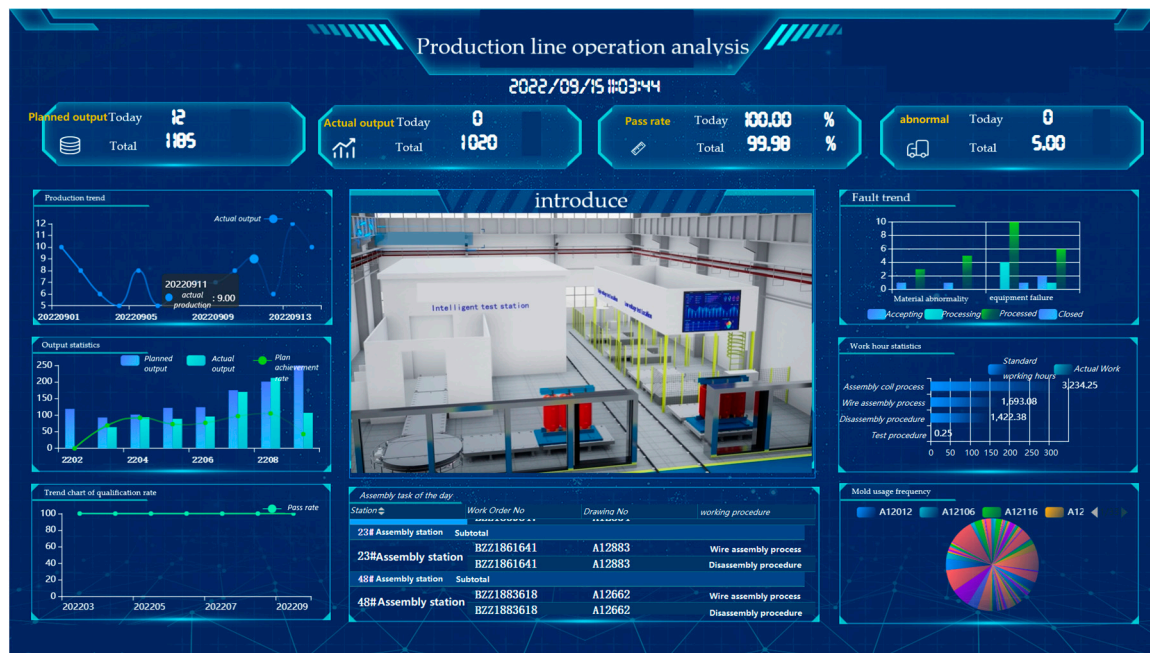 Production line operation analysis
2022/09/15 11:03:44
Planned output Today 12
Total 1185
Actual output Today 0
Total 1020
Pass rate Today 100.00 %
Total 99.98 %
abnormal Today 0
Total 5.00
Production trend
Actual output
12
11
10
9
8
7
6
5
20220911
actual
production : 9.00
20220901 20220905 20220909 20220913
Output statistics
Planned output
Actual output
Plan achievement rate
250
200
150
100
50
0
2202 2204 2206 2208
Trend chart of qualification rate
Pass rate
100
80
60
40
20
0
202203 202205 202207 202209
introduce
Intelligent test station
Assembly task of the day
Station Work Order No Drawing No working procedure
23# Assembly station Subtotal
23#Assembly station BZZ1861641 A12883 Wire assembly process
BZZ1861641 A12883 Disassembly procedure
48# Assembly station Subtotal
48#Assembly station BZZ1883618 A12662 Wire assembly process
BZZ1883618 A12662 Disassembly procedure
Fault trend
10
8
6
4
2
0
Material abnormality equipment failure
Accepting Processing Processed Closed
Work hour statistics
Standard working hours
Actual Work
Assembly coil process 3,234.25
Wire assembly process 1,693.08
Disassembly procedure 1,422.38
Test procedure 0.25
0 50 100 150 200 250 300
Mold usage frequency
A12012 A12106 A12116 A12